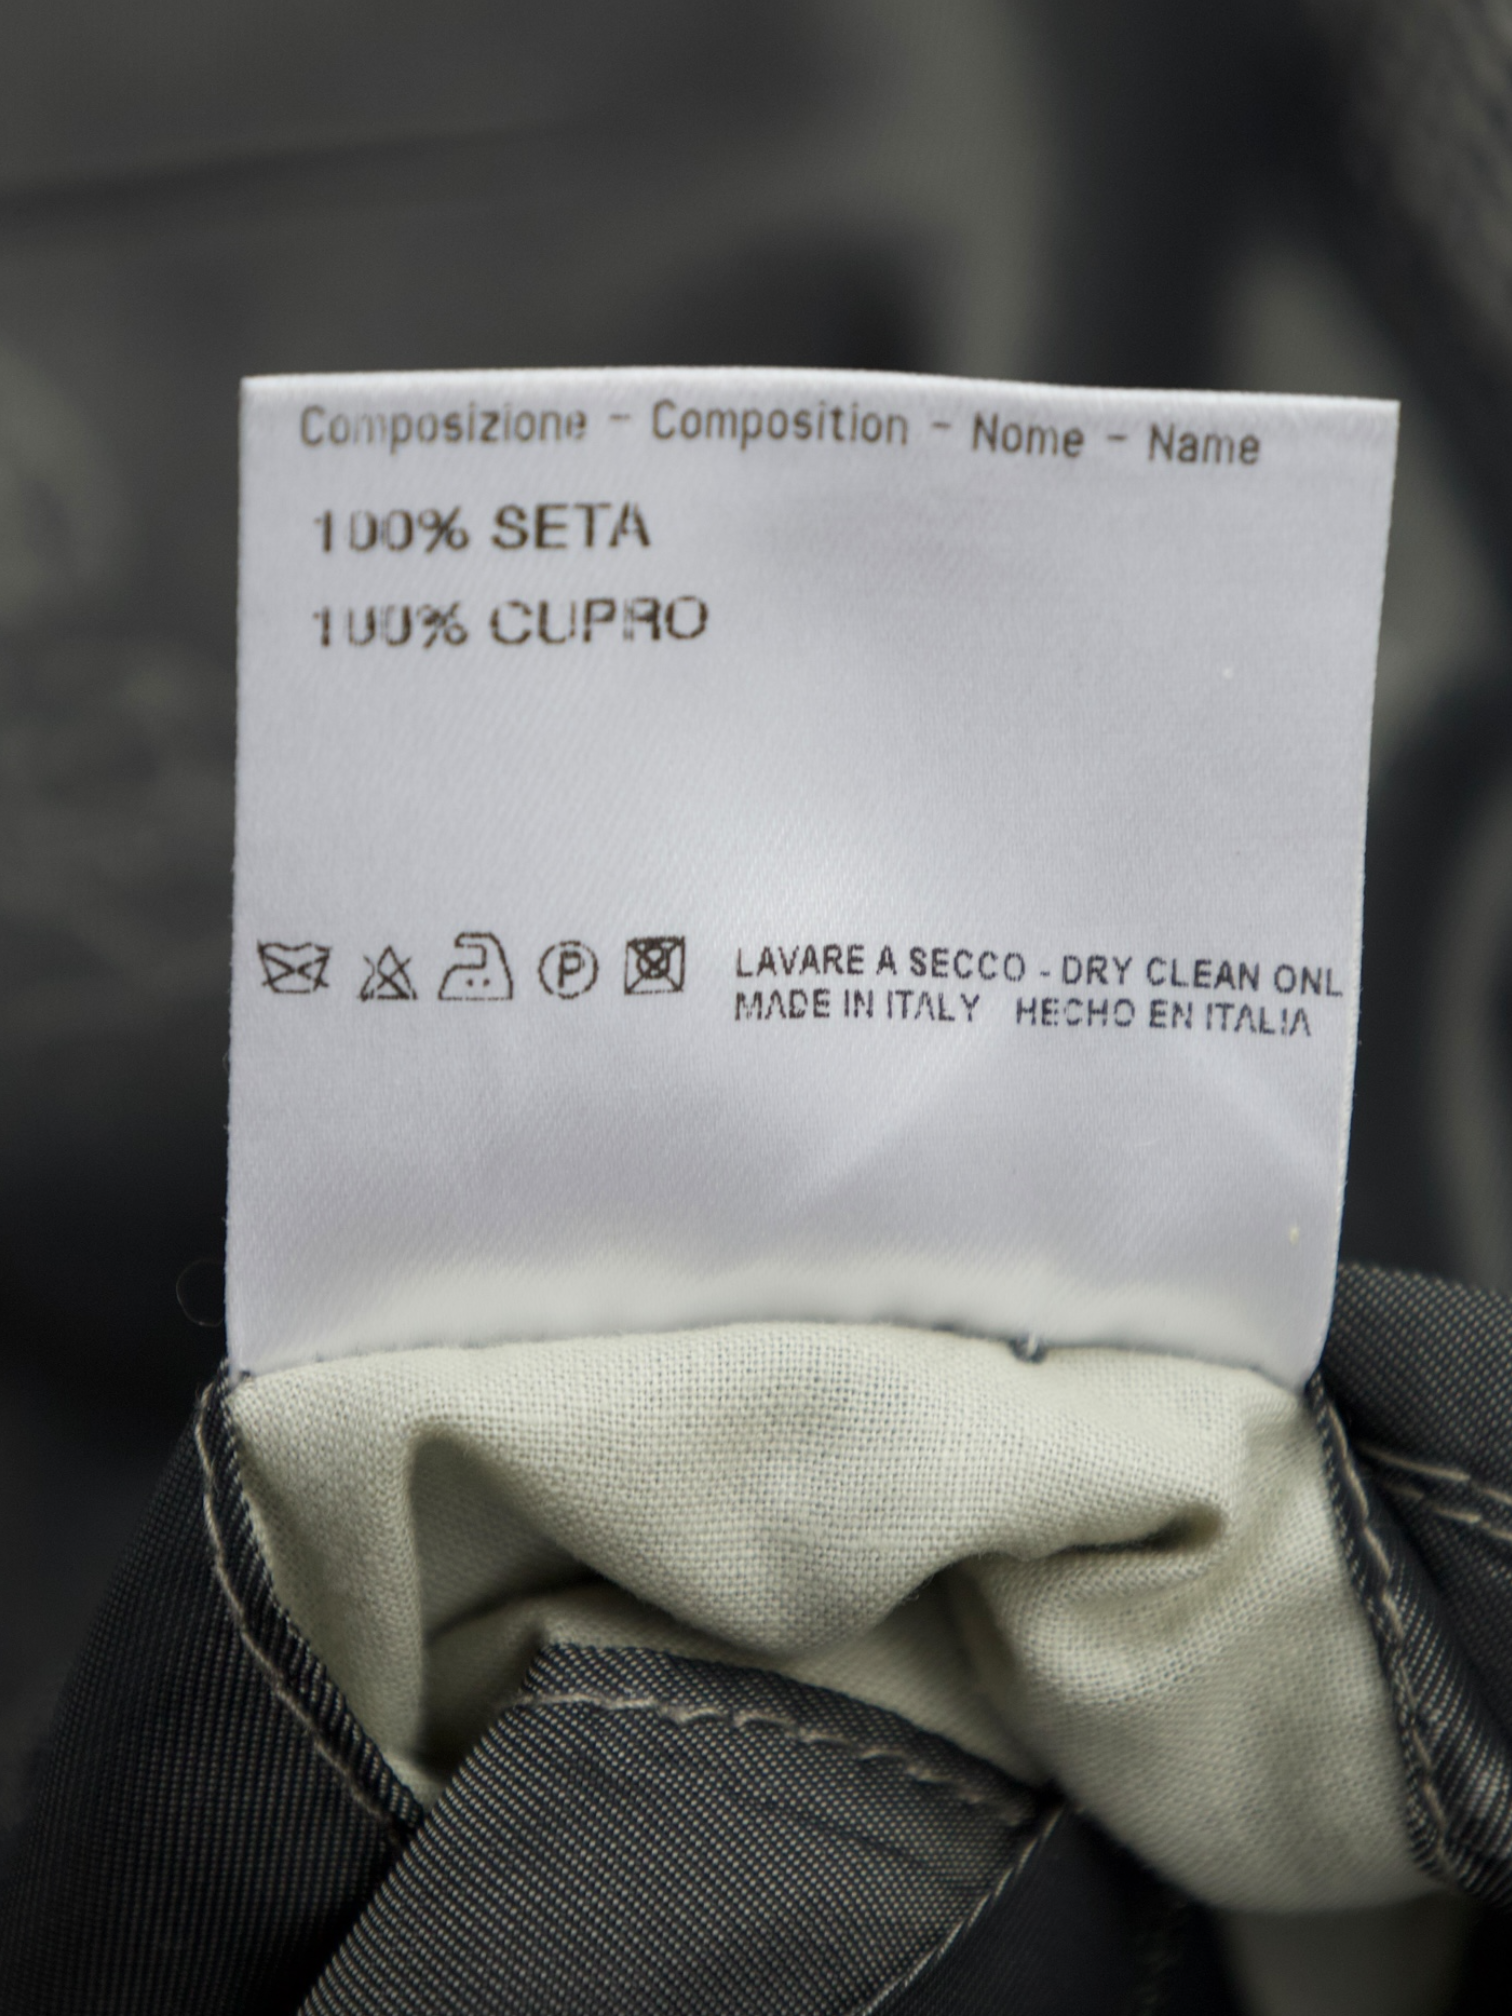 Composizione - Composition - Nome - Name
100% SETA
100% CUPRO
P
LAVARE A SECCO - DRY CLEAN ONL
MADE IN ITALY HECHO EN ITALIA